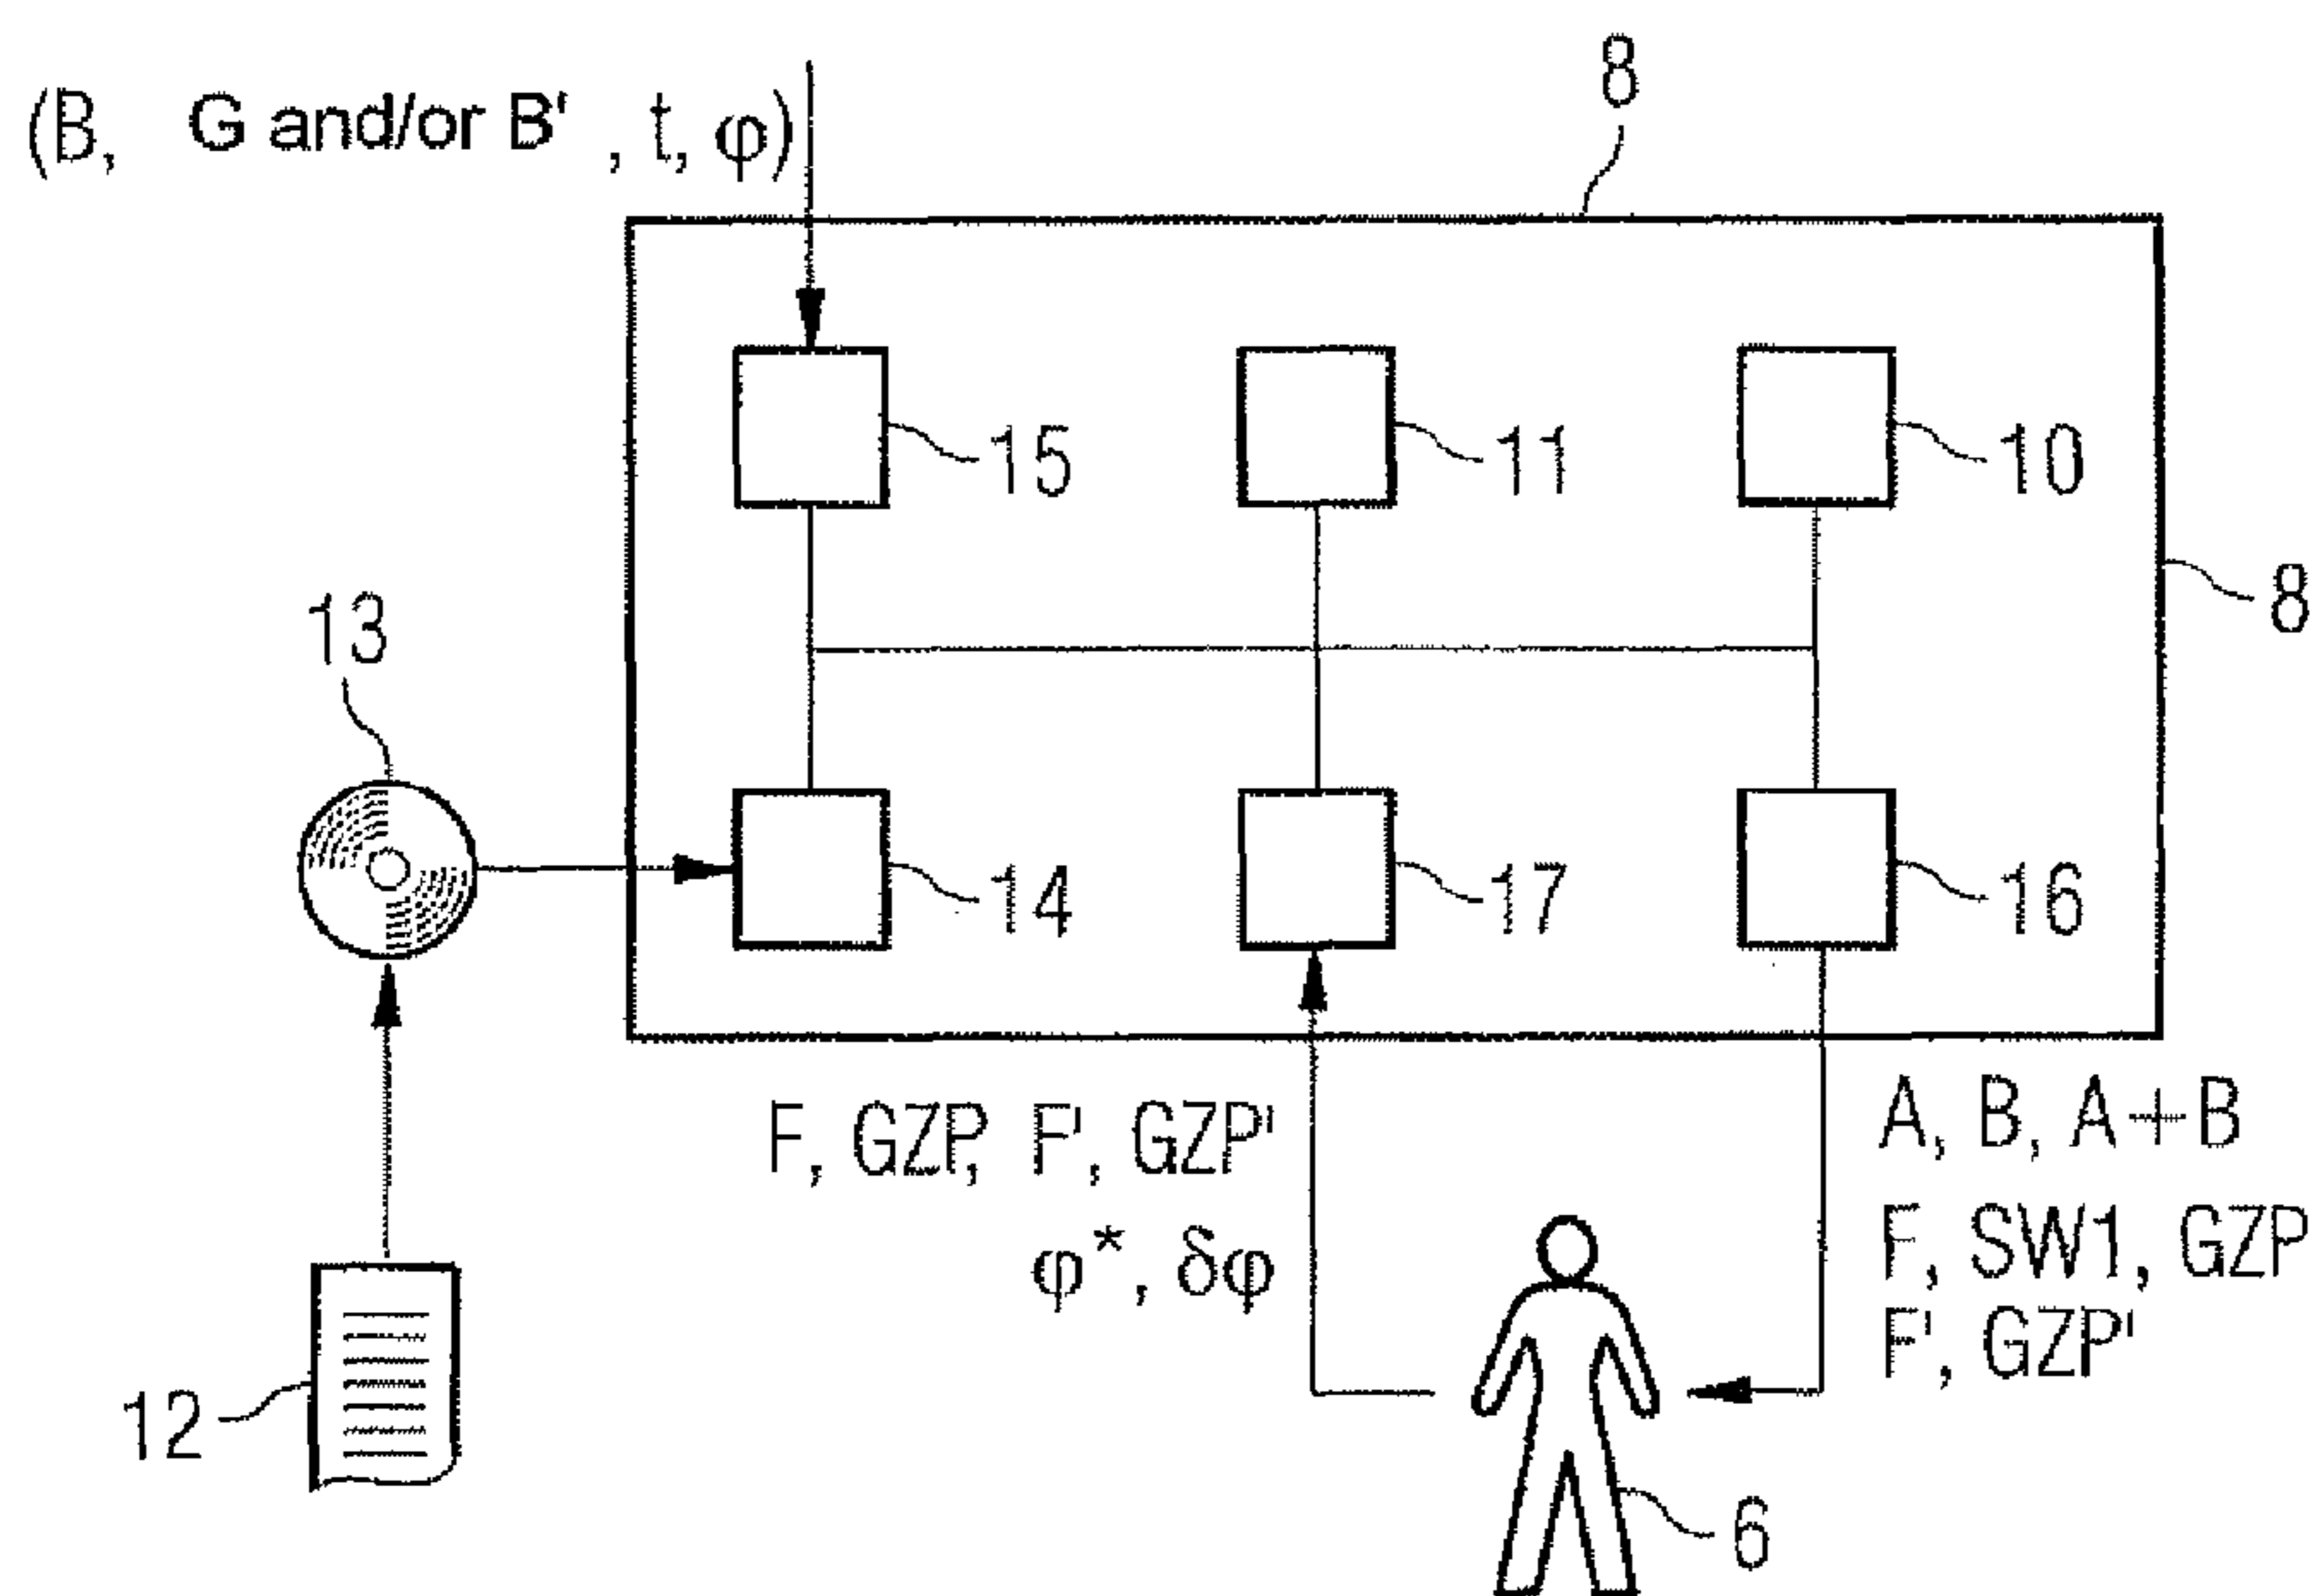 8
(B, G and/or B' , t, φ)
15
11
10
8
13
14
17
16
F, GZP, F', GZP'
φ*, δφ
A, B, A+B
F, SW1, GZP
F', GZP'
12
6